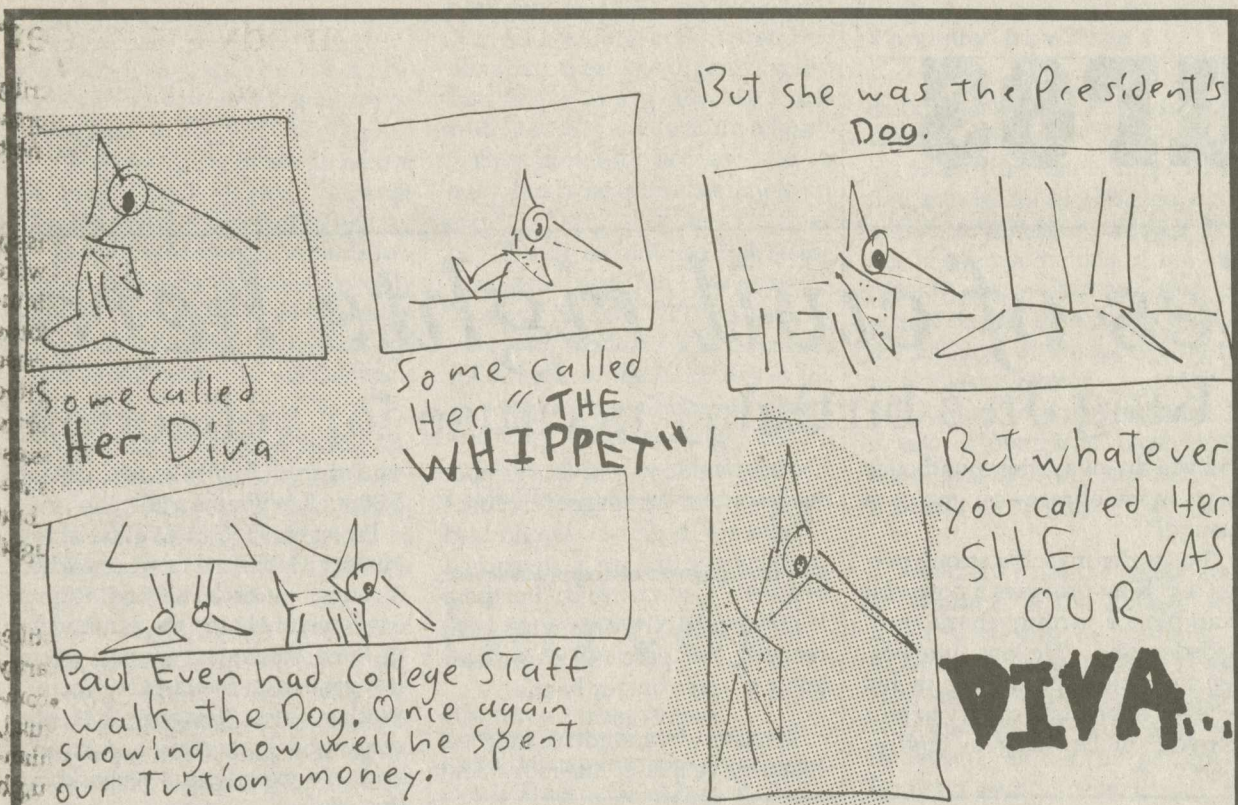 Some Called
Her Diva
Some called
Her "THE
WHIPPET"
But she was the President's
Dog.
Paul Even had College Staff
walk the Dog. Once again
showing how well he spent
our Tuition money.
But whatever
you called Her
SHE WAS
OUR
DIVA...